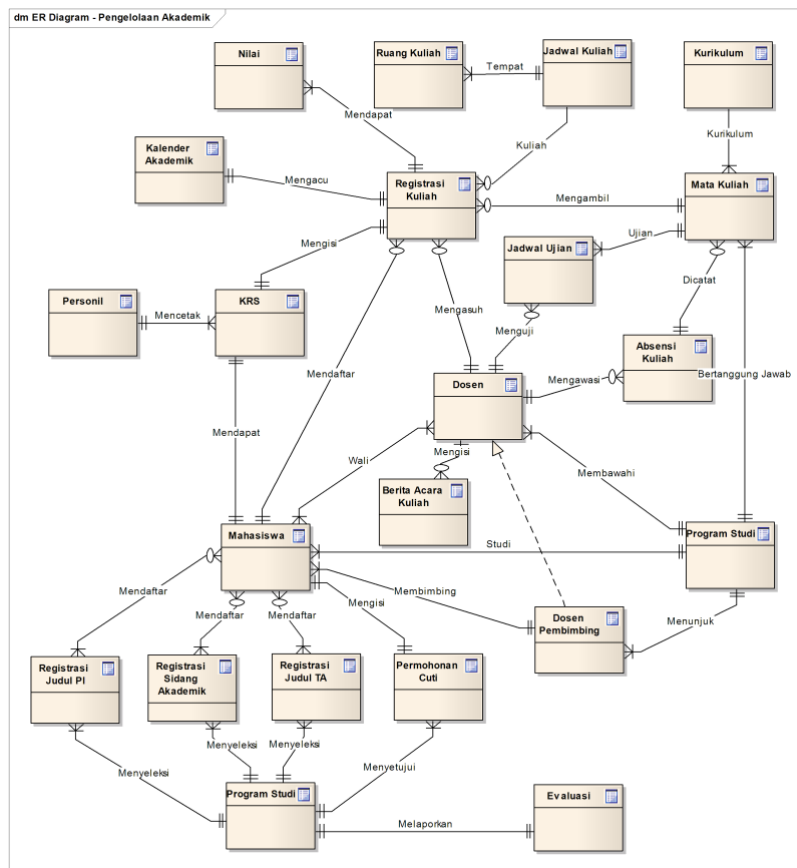 dm ER Diagram - Pengelolaan Akademik
Nilai
Ruang Kuliah
Jadwal Kuliah
Kurikulum
Tempat
Mendapat
Kuliah
Kurikulum
Kalender
Akademik
Mengacu
Registrasi
Kuliah
Mengambil
Mata Kuliah
Mengisi
Jadwal Ujian
Ujian
Dicatat
Personil
Mencetak
KRS
Mengasuh
Menguji
Absensi
Kuliah
Mendaftar
Dosen
Mengawasi
Bertanggung Jawab
Mendapat
Wali
Mengisi
Membawahi
Berita Acara
Kuliah
Mahasiswa
Studi
Program Studi
Mendaftar
Mendaftar
Mendaftar
Mengisi
Membimbing
Dosen
Pembimbing
Menunjuk
Registrasi
Judul PI
Registrasi
Sidang
Akademik
Registrasi
Judul TA
Permohonan
Cuti
Menyeleksi
Menyeleksi
Menyeleksi
Menyetujui
Program Studi
Melaporkan
Evaluasi